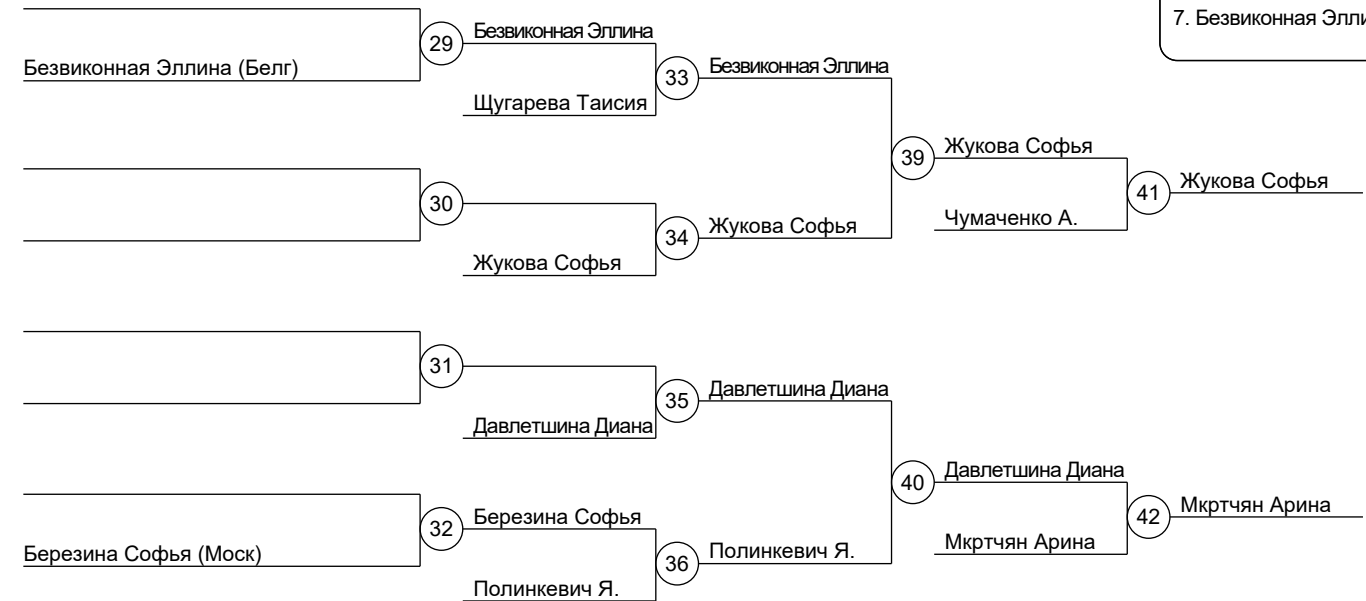 7. Безвиконная Элли
29
Безвиконная Эллина
Безвиконная Эллина (Белг)
33
Безвиконная Эллина
Щугарева Таисия
39
Жукова Софья
30
41
Жукова Софья
34
Жукова Софья
Чумаченко А.
Жукова Софья
31
35
Давлетшина Диана
Давлетшина Диана
40
Давлетшина Диана
32
Березина Софья
42
Мкртчян Арина
Березина Софья (Моск)
36
Полинкевич Я.
Мкртчян Арина
Полинкевич Я.